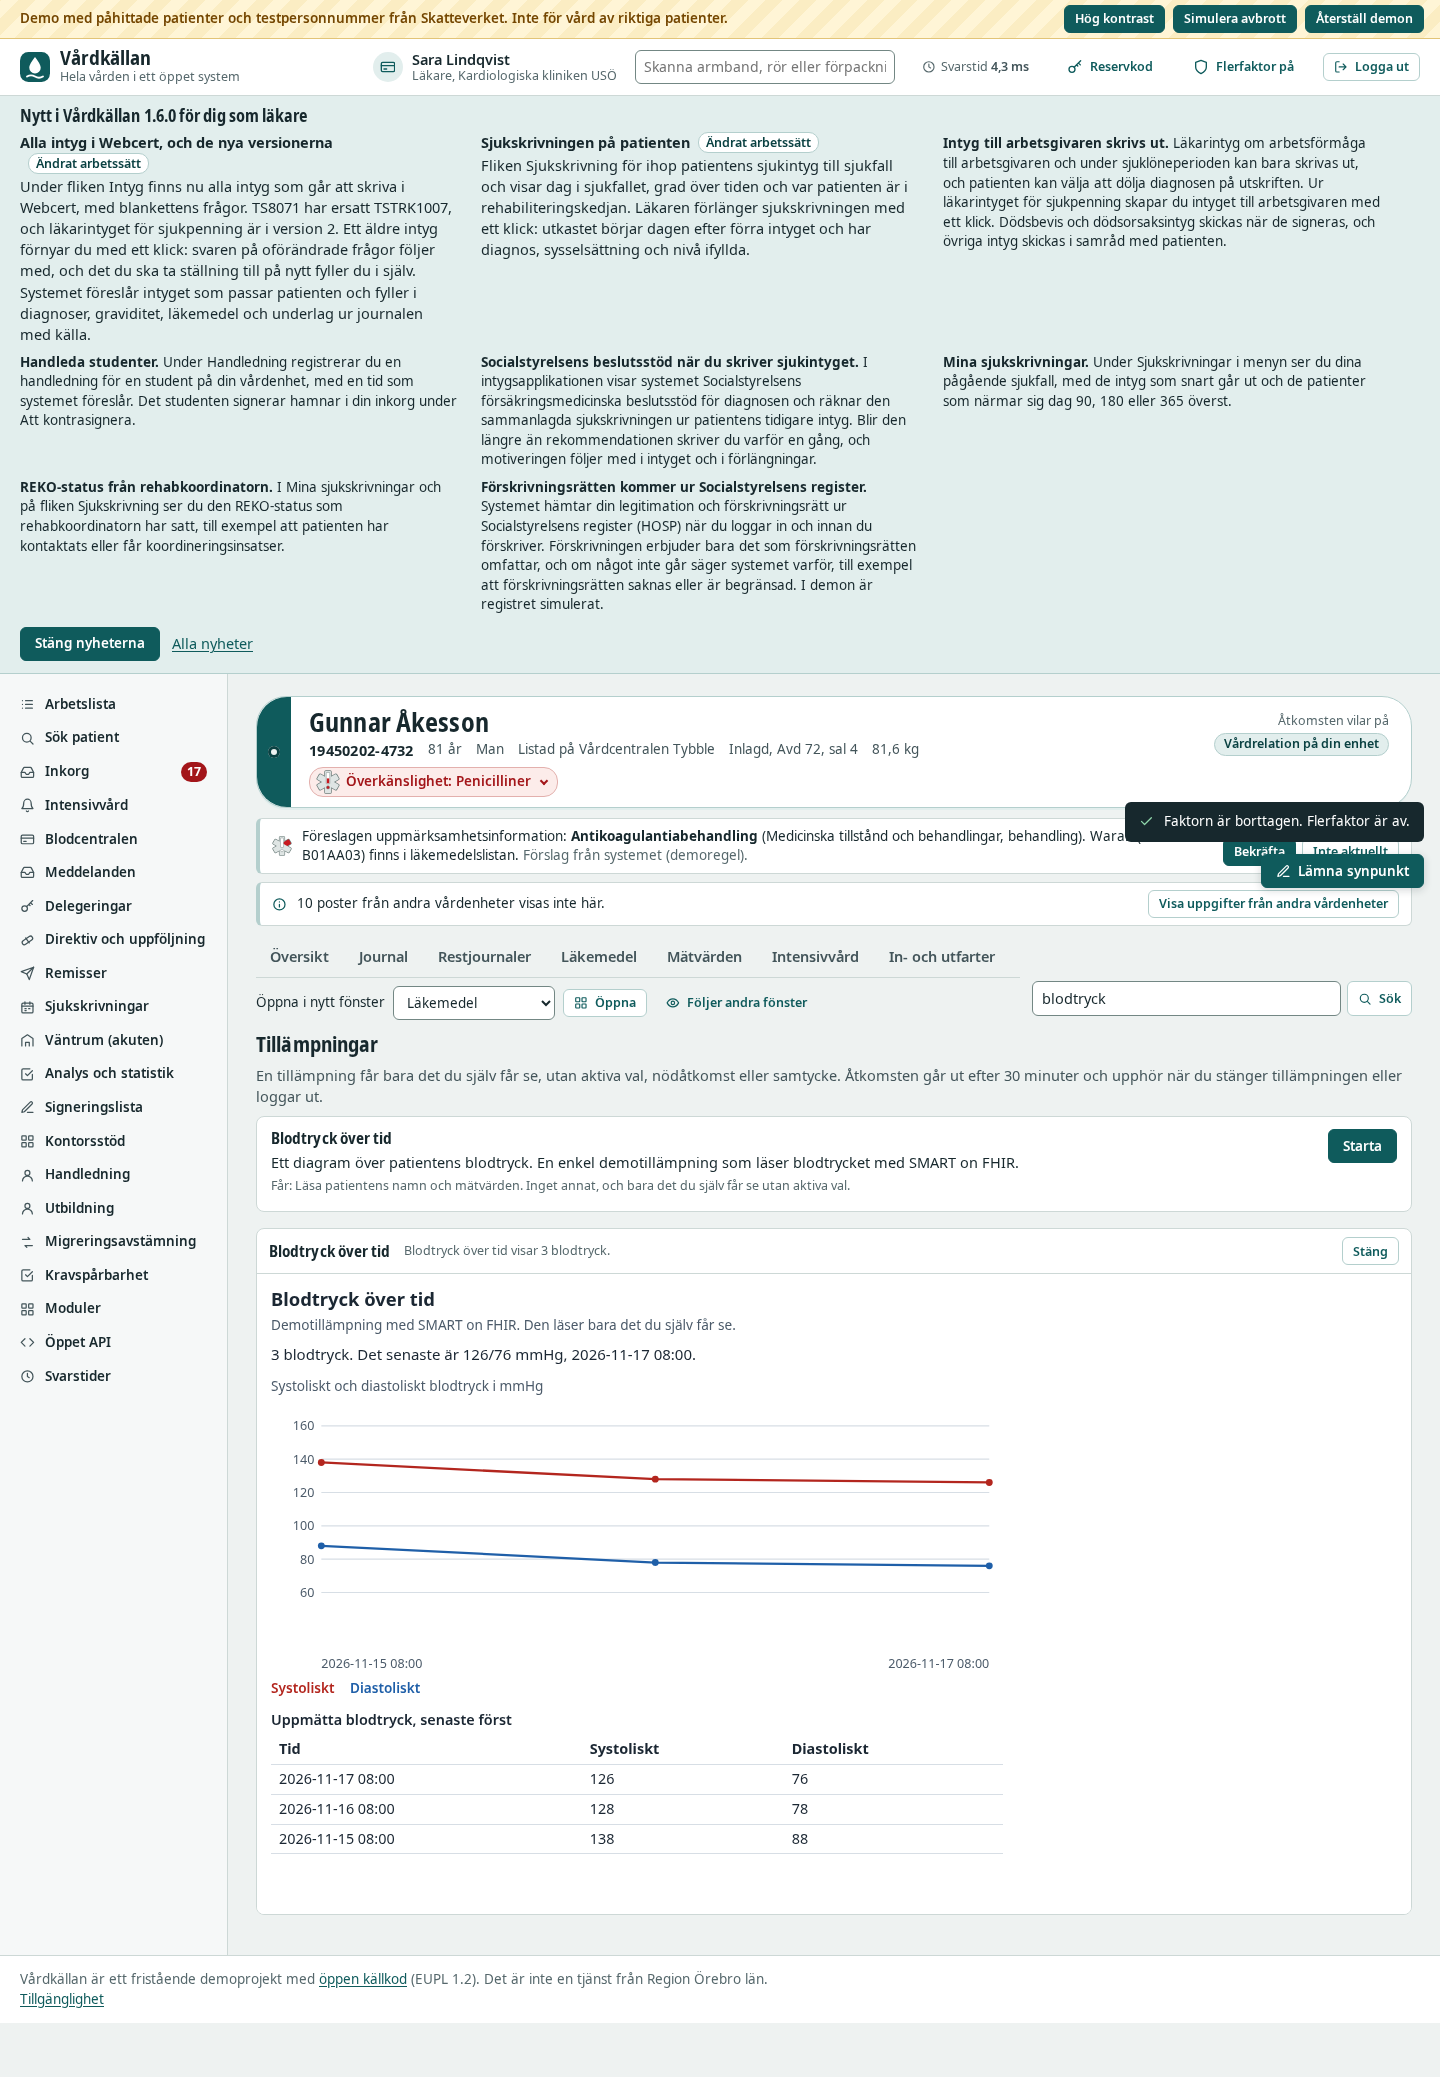 Demo med påhittade patienter och testpersonnummer från Skatteverket. Inte för vård av riktiga patienter.
Hög kontrast
Simulera avbrott
Återställ demon
Vårdkällan
Hela vården i ett öppet system
Sara Lindqvist
Läkare, Kardiologiska kliniken USÖ
Skanna armband, rör eller förpackni
Svarstid 4,3 ms
Reservkod
Flerfaktor på
Logga ut
Nytt i Vårdkällan 1.6.0 för dig som läkare
Alla intyg i Webcert, och de nya versionerna
Ändrat arbetssätt
Under fliken Intyg finns nu alla intyg som går att skriva i
Webcert, med blankettens frågor. TS8071 har ersatt TSTRK1007,
och läkarintyget för sjukpenning är i version 2. Ett äldre intyg
förnyar du med ett klick: svaren på oförändrade frågor följer
med, och det du ska ta ställning till på nytt fyller du i själv.
Systemet föreslår intyget som passar patienten och fyller i
diagnoser, graviditet, läkemedel och underlag ur journalen
med källa.
Sjukskrivningen på patienten
Ändrat arbetssätt
Fliken Sjukskrivning för ihop patientens sjukintyg till sjukfall
och visar dag i sjukfallet, grad över tiden och var patienten är i
rehabiliteringskedjan. Läkaren förlänger sjukskrivningen med
ett klick: utkastet börjar dagen efter förra intyget och har
diagnos, sysselsättning och nivå ifyllda.
Intyg till arbetsgivaren skrivs ut. Läkarintyg om arbetsförmåga
till arbetsgivaren och under sjuklöneperioden kan bara skrivas ut,
och patienten kan välja att dölja diagnosen på utskriften. Ur
läkarintyget för sjukpenning skapar du intyget till arbetsgivaren med
ett klick. Dödsbevis och dödsorsaksintyg skickas när de signeras, och
övriga intyg skickas i samråd med patienten.
Handleda studenter. Under Handledning registrerar du en
handledning för en student på din vårdenhet, med en tid som
systemet föreslår. Det studenten signerar hamnar i din inkorg under
Att kontrasignera.
Socialstyrelsens beslutsstöd när du skriver sjukintyget. I
intygsapplikationen visar systemet Socialstyrelsens
försäkringsmedicinska beslutsstöd för diagnosen och räknar den
sammanlagda sjukskrivningen ur patientens tidigare intyg. Blir den
längre än rekommendationen skriver du varför en gång, och
motiveringen följer med i intyget och i förlängningar.
Mina sjukskrivningar. Under Sjukskrivningar i menyn ser du dina
pågående sjukfall, med de intyg som snart går ut och de patienter
som närmar sig dag 90, 180 eller 365 överst.
REKO-status från rehabkoordinatorn. I Mina sjukskrivningar och
på fliken Sjukskrivning ser du den REKO-status som
rehabkoordinatorn har satt, till exempel att patienten har
kontaktats eller får koordineringsinsatser.
Förskrivningsrätten kommer ur Socialstyrelsens register.
Systemet hämtar din legitimation och förskrivningsrätt ur
Socialstyrelsens register (HOSP) när du loggar in och innan du
förskriver. Förskrivningen erbjuder bara det som förskrivningsrätten
omfattar, och om något inte går säger systemet varför, till exempel
att förskrivningsrätten saknas eller är begränsad. I demon är
registret simulerat.
Stäng nyheterna
Alla nyheter
Arbetslista
Sök patient
Inkorg
17
Intensivvård
Blodcentralen
Meddelanden
Delegeringar
Direktiv och uppföljning
Remisser
Sjukskrivningar
Väntrum (akuten)
Analys och statistik
Signeringslista
Kontorsstöd
Handledning
Utbildning
Migreringsavstämning
Kravspårbarhet
Moduler
Öppet API
Svarstider
Gunnar Åkesson
19450202-4732 81 år Man Listad på Vårdcentralen Tybble Inlagd, Avd 72, sal 4 81,6 kg
Överkänslighet: Penicilliner
Åtkomsten vilar på
Vårdrelation på din enhet
Faktorn är borttagen. Flerfaktor är av.
Föreslagen uppmärksamhetsinformation: Antikoagulantiabehandling (Medicinska tillstånd och behandlingar, behandling).
B01AA03) finns i läkemedelslistan. Förslag från systemet (demoregel).
Bekräfta
Inte aktuellt
Lämna synpunkt
10 poster från andra vårdenheter visas inte här.
Visa uppgifter från andra vårdenheter
Översikt
Journal
Restjournaler
Läkemedel
Mätvärden
Intensivvård
In- och utfarter
Öppna i nytt fönster
Läkemedel
Öppna
Följer andra fönster
blodtryck
Sök
Tillämpningar
En tillämpning får bara det du själv får se, utan aktiva val, nödåtkomst eller samtycke. Åtkomsten går ut efter 30 minuter och upphör när du stänger tillämpningen eller
loggar ut.
Blodtryck över tid
Ett diagram över patientens blodtryck. En enkel demotillämpning som läser blodtrycket med SMART on FHIR.
Får: Läsa patientens namn och mätvärden. Inget annat, och bara det du själv får se utan aktiva val.
Starta
Blodtryck över tid
Blodtryck över tid visar 3 blodtryck.
Stäng
Blodtryck över tid
Demotillämpning med SMART on FHIR. Den läser bara det du själv får se.
3 blodtryck. Det senaste är 126/76 mmHg, 2026-11-17 08:00.
Systoliskt och diastoliskt blodtryck i mmHg
160
140
120
100
80
60
2026-11-15 08:00
2026-11-17 08:00
Systoliskt Diastoliskt
Uppmätta blodtryck, senaste först
Tid Systoliskt Diastoliskt
2026-11-17 08:00 126 76
2026-11-16 08:00 128 78
2026-11-15 08:00 138 88
Vårdkällan är ett fristående demoprojekt med öppen källkod (EUPL 1.2). Det är inte en tjänst från Region Örebro län.
Tillgänglighet